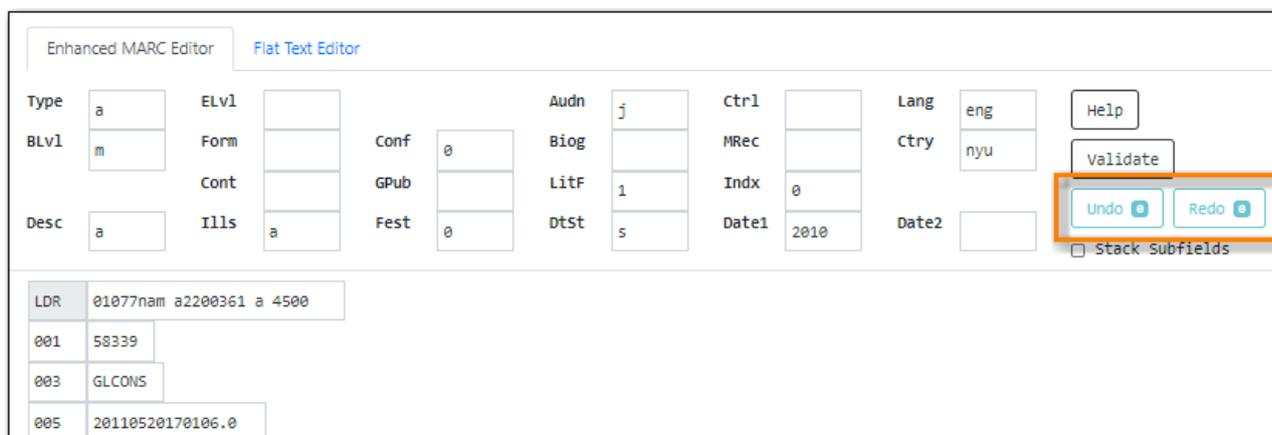 Enhanced MARC Editor Flat Text Editor
Type a ELvl Audn j Ctrl Lang eng Help
BLvl m Form Conf 0 Biog MRec Ctry nyu Validate
Cont GPub LitF 1 Indx 0 Undo 0 Redo 0
Desc a Ills a Fest 0 DtSt s Date1 2010 Date2
Stack Subfields
LDR 01077nam a2200361 a 4500
001 58339
003 GLCONS
005 20110520170106.0